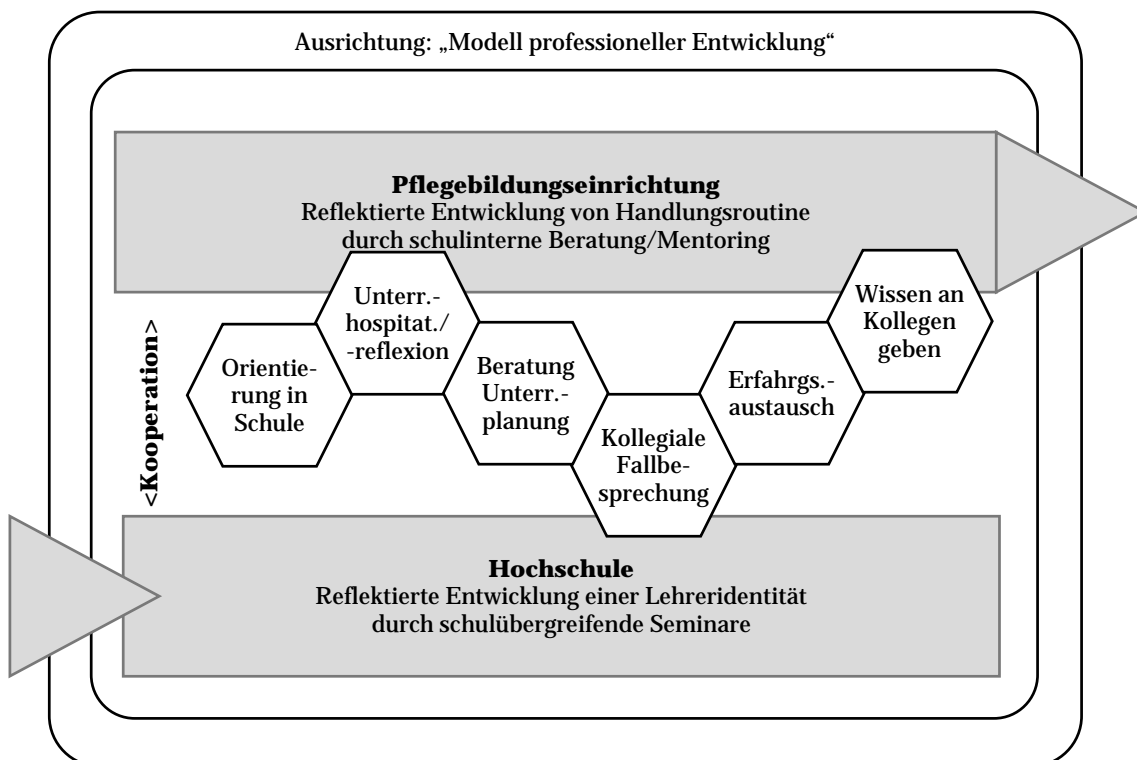 Ausrichtung: „Modell professioneller Entwicklung“
Pflegebildungseinrichtung
Reflektierte Entwicklung von Handlungsroutine
durch schulinterne Beratung/Mentoring
<Kooperation>
Orientie-
rung in
Schule
Unterr.-
hospitat./
-reflexion
Beratung
Unterr.-
planung
Kollegiale
Fallbe-
sprechung
Erfahrgs.-
austausch
Wissen an
Kollegen
geben
Hochschule
Reflektierte Entwicklung einer Lehreridentität
durch schulübergreifende Seminare